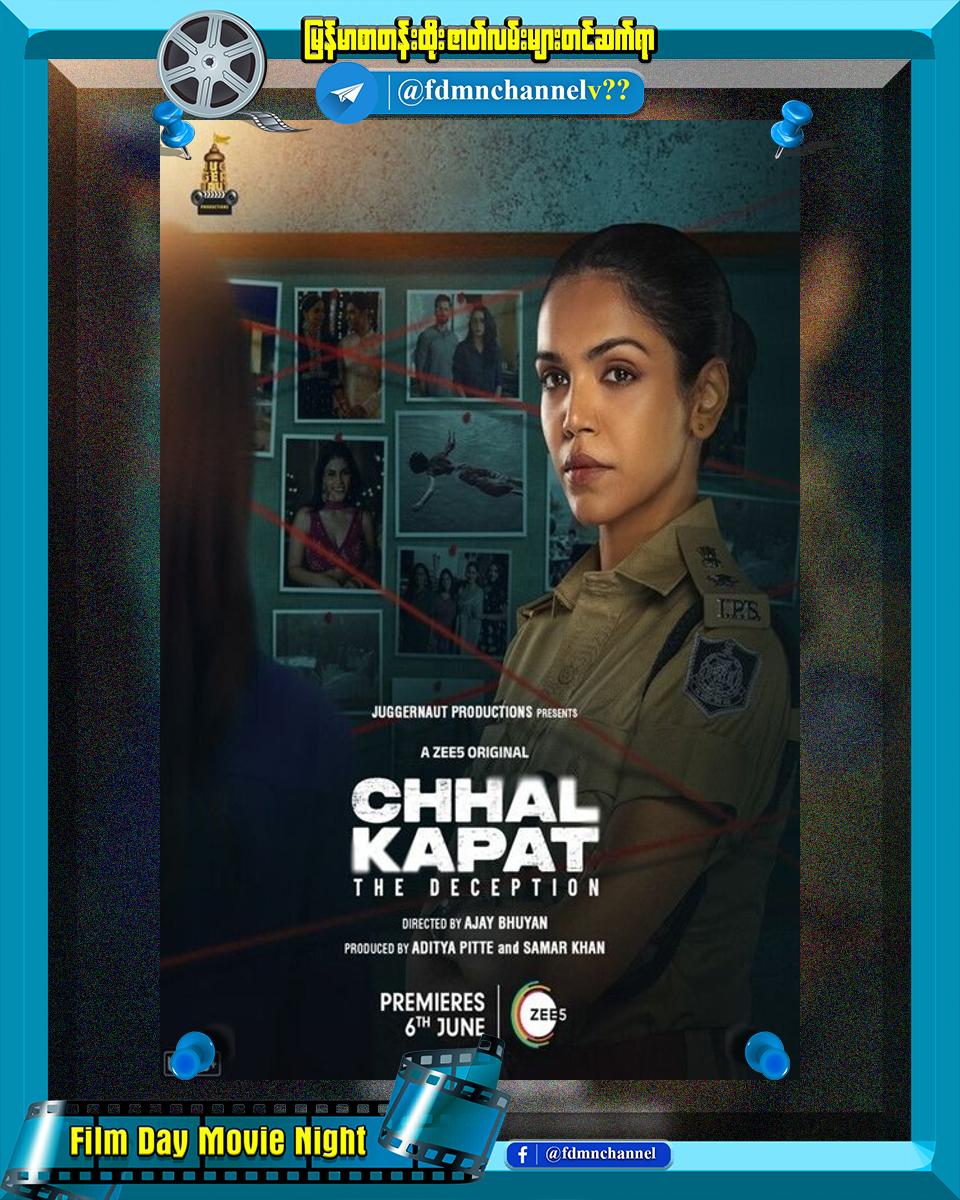 မြန်မာစာတန်းထိုးဇာတ်လမ်းများတင်ဆက်ရာ
@fdmnchannelv??
PRODUCTIONS
I.P.S.
JUGGERNAUT PRODUCTIONS PRESENTS
A ZEE5 ORIGINAL
CHHAL
KAPAT
THE DECEPTION
DIRECTED BY AJAY BHUYAN
PRODUCED BY ADITYA PITTE and SAMAR KHAN
PREMIERES
6TH JUNE
ZEE5
Film Day Movie Night
f @fdmnchannel